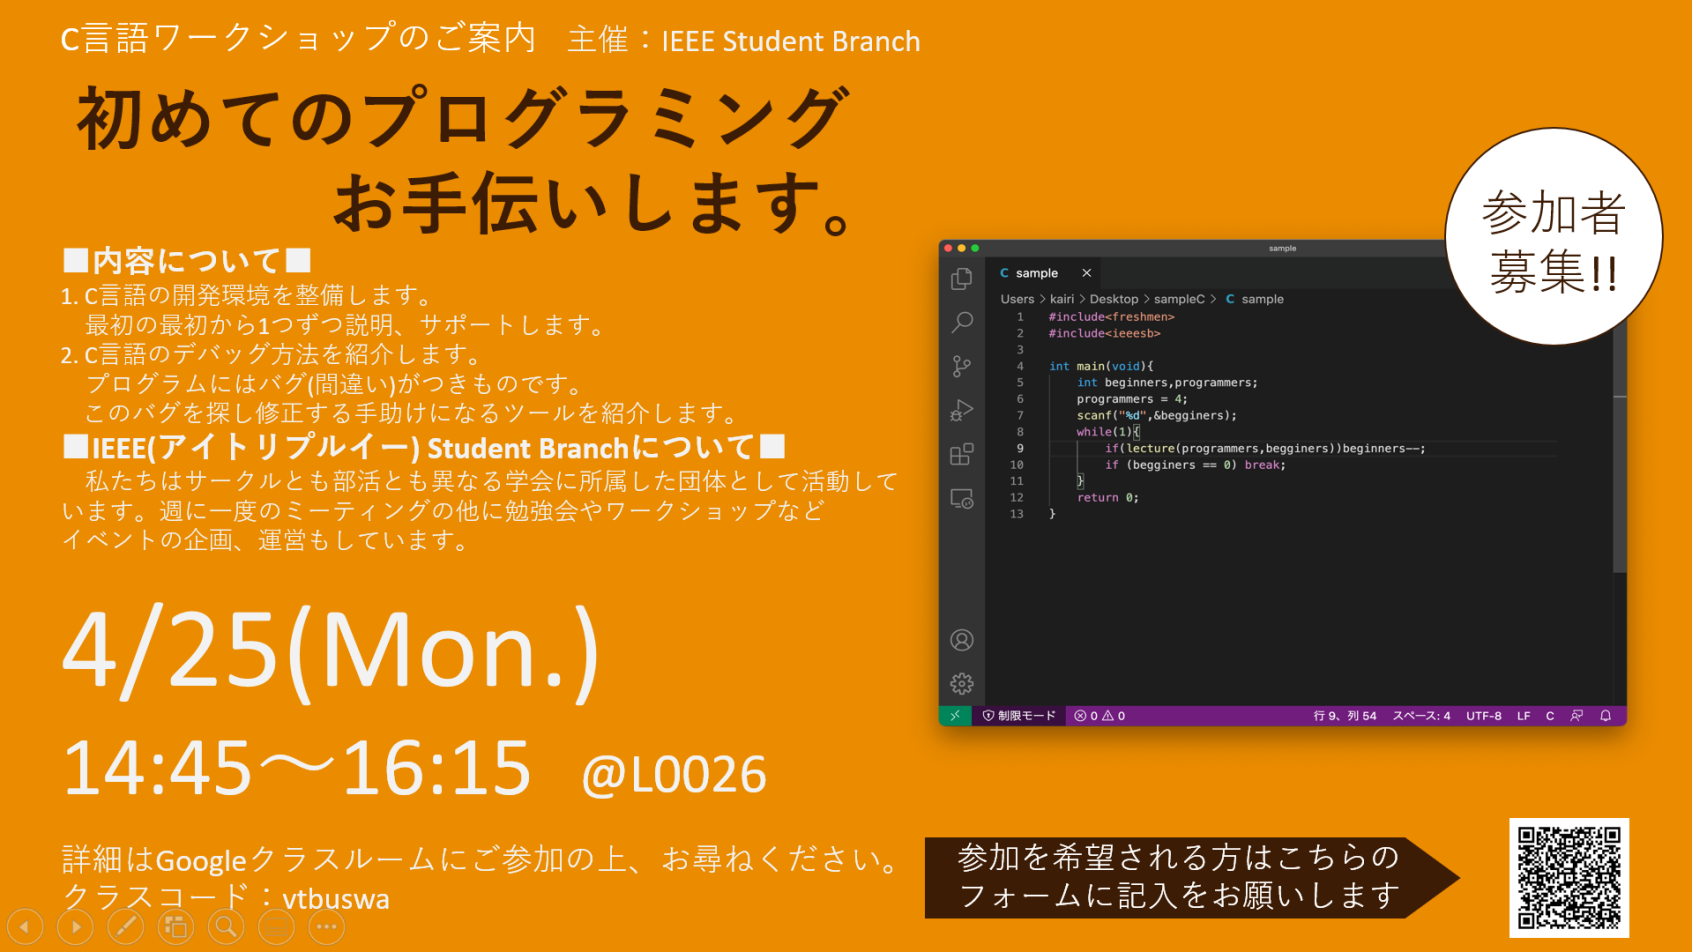 C言語ワークショップのご案内　主催：IEEE Student Branch
初めてのプログラミング
お手伝いします。
■内容について■
1. C言語の開発環境を整備します。
最初の最初から1つずつ説明、サポートします。
2. C言語のデバッグ方法を紹介します。
プログラムにはバグ(間違い)がつきものです。
このバグを探し修正する手助けになるツールを紹介します。
■IEEE(アイトリプルイー) Student Branchについて■
私たちはサークルとも部活とも異なる学会に所属した団体として活動して
います。週に一度のミーティングの他に勉強会やワークショップなど
イベントの企画、運営もしています。
4/25(Mon.)
14:45～16:15 @L0026
詳細はGoogleクラスルームにご参加の上、お尋ねください。
クラスコード：vtbuswa
参加者
募集!!
sample
C sample ×
Users > kairi > Desktop > sampleC > C sample
1 #include<freshmen>
2 #include<ieeesb>
3
4 int main(void){
5 int beginners,programmers;
6 programmers = 4;
7 scanf("%d",&begginers);
8 while(1){
9 if(lecture(programmers,begginers))beginners--;
10 if (begginers == 0) break;
11 }
12 return 0;
13 }
制限モード 0 0 行 9、列 54 スペース: 4 UTF-8 LF C
参加を希望される方はこちらの
フォームに記入をお願いします